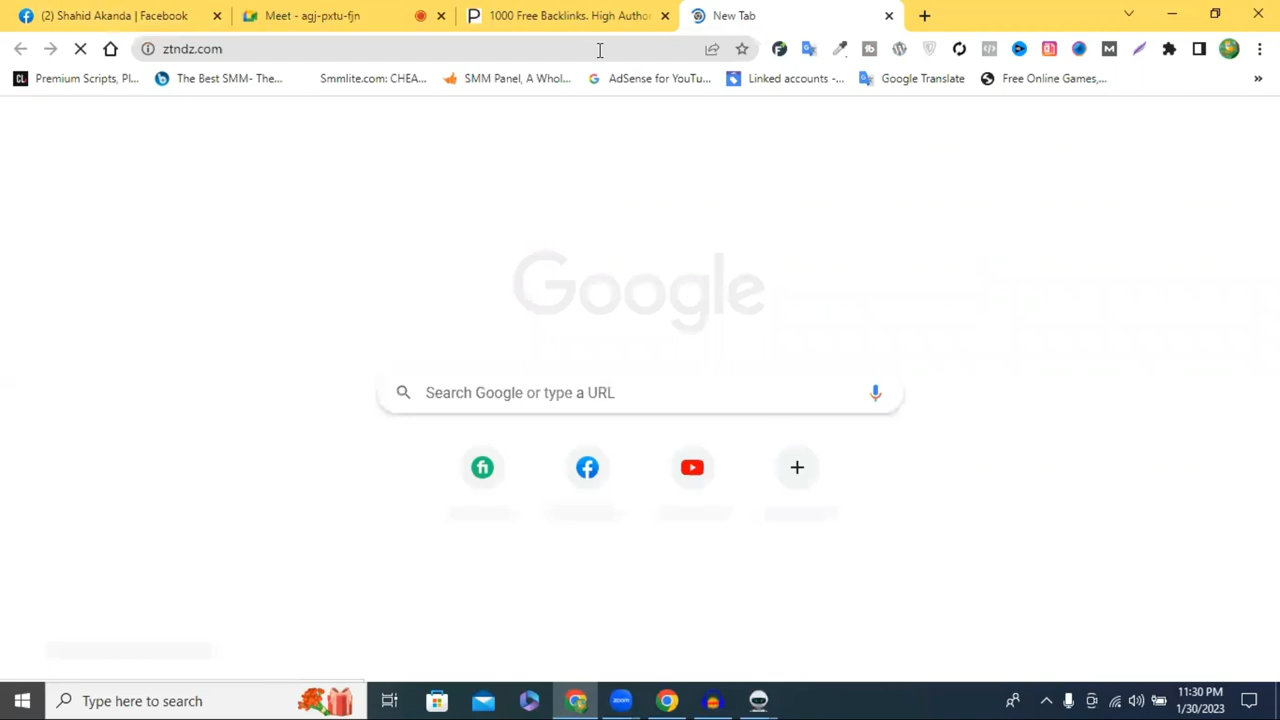 (2) Shahid Akanda | Facebook
Meet - agj-pxtu-fjn
1000 Free Backlinks. High Author
New Tab
ztndz.com
Premium Scripts, Pl...
The Best SMM- The...
Smmlite.com: CHEA...
SMM Panel, A Whol...
AdSense for YouTu...
Linked accounts -...
Google Translate
Free Online Games,...
»
Google
Search Google or type a URL
Type here to search
zoom
11:30 PM
1/30/2023